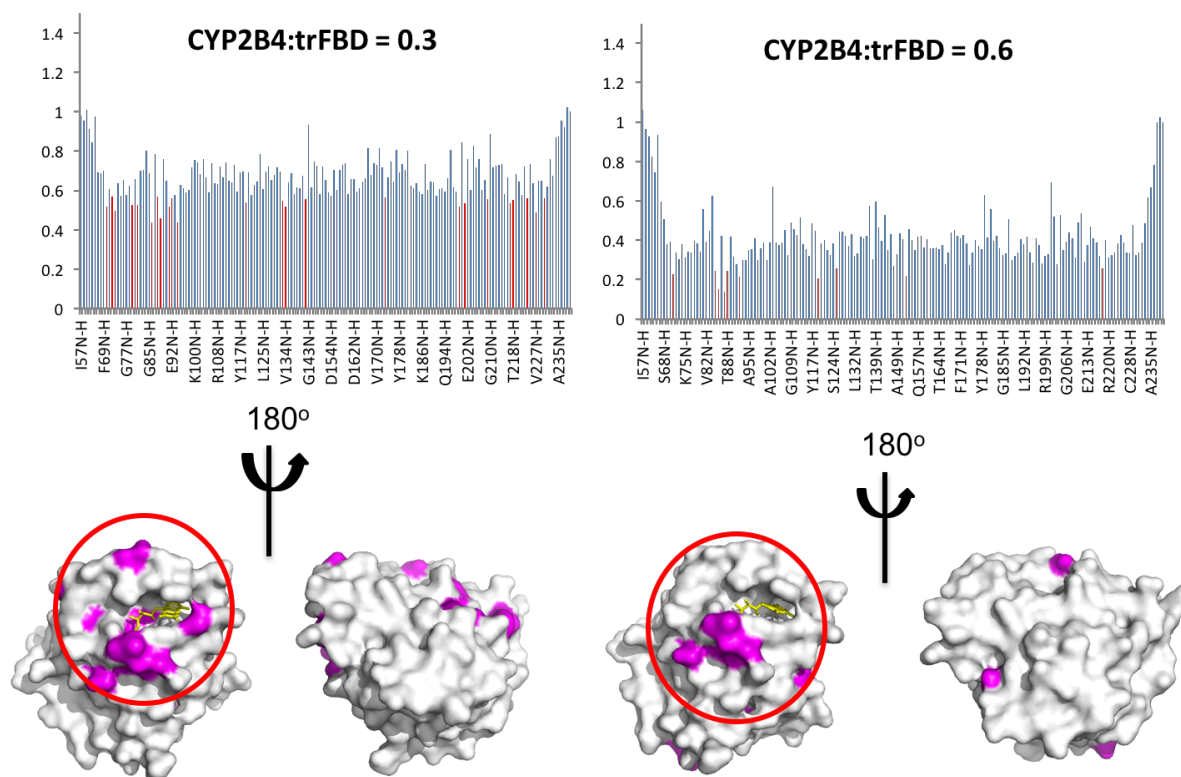 CYP2B4:trFBD = 0.3
1.4
1.2
1
0.8
0.6
0.4
0.2
0
I57N-H
F69N-H
G77N-H
G85N-H
E92N-H
K100N-H
R108N-H
Y117N-H
L125N-H
V134N-H
G143N-H
D154N-H
D162N-H
V170N-H
Y178N-H
K186N-H
Q194N-H
E202N-H
G210N-H
T218N-H
V227N-H
A235N-H
CYP2B4:trFBD = 0.6
1.4
1.2
1
0.8
0.6
0.4
0.2
0
I57N-H
S68N-H
K75N-H
V82N-H
T88N-H
A95N-H
A102N-H
G109N-H
Y117N-H
S124N-H
L132N-H
T139N-H
A149N-H
Q157N-H
T164N-H
F171N-H
Y178N-H
G185N-H
L192N-H
R199N-H
G206N-H
E213N-H
R220N-H
C228N-H
A235N-H
180º
180º